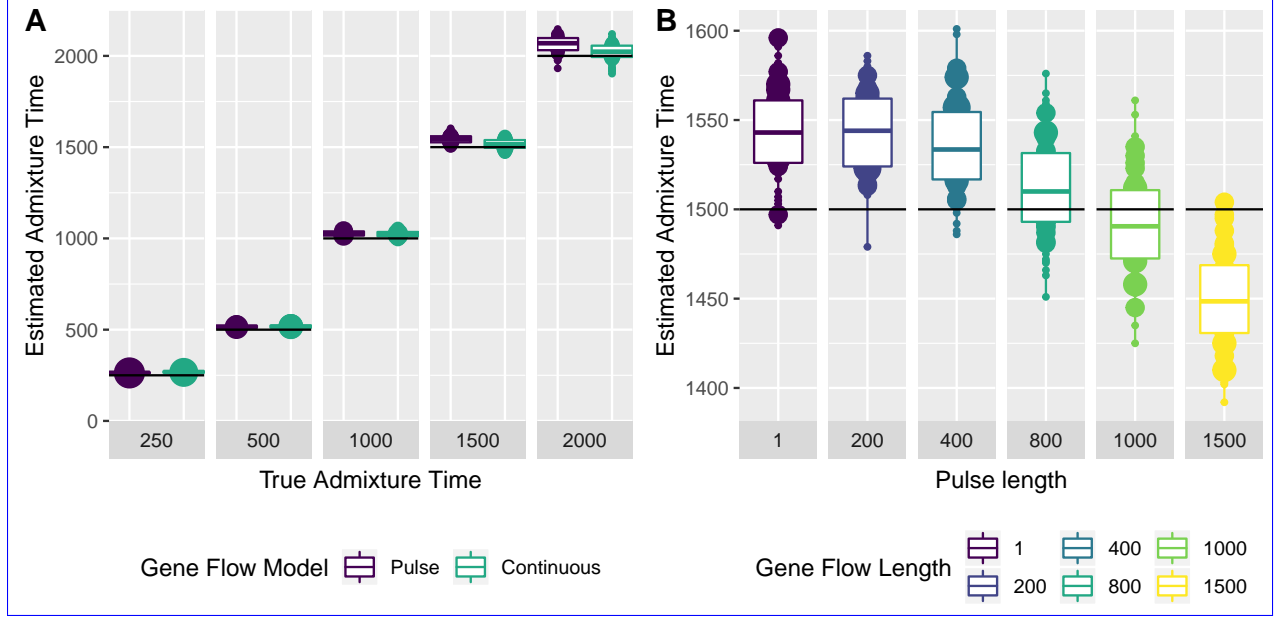 A
Estimated Admixture Time
2000
1500
1000
500
0
250 500 1000 1500 2000
True Admixture Time
Gene Flow Model Pulse Continuous
B
Estimated Admixture Time
1600
1550
1500
1450
1400
1 200 400 800 1000 1500
Pulse length
Gene Flow Length
1 400 1000
200 800 1500